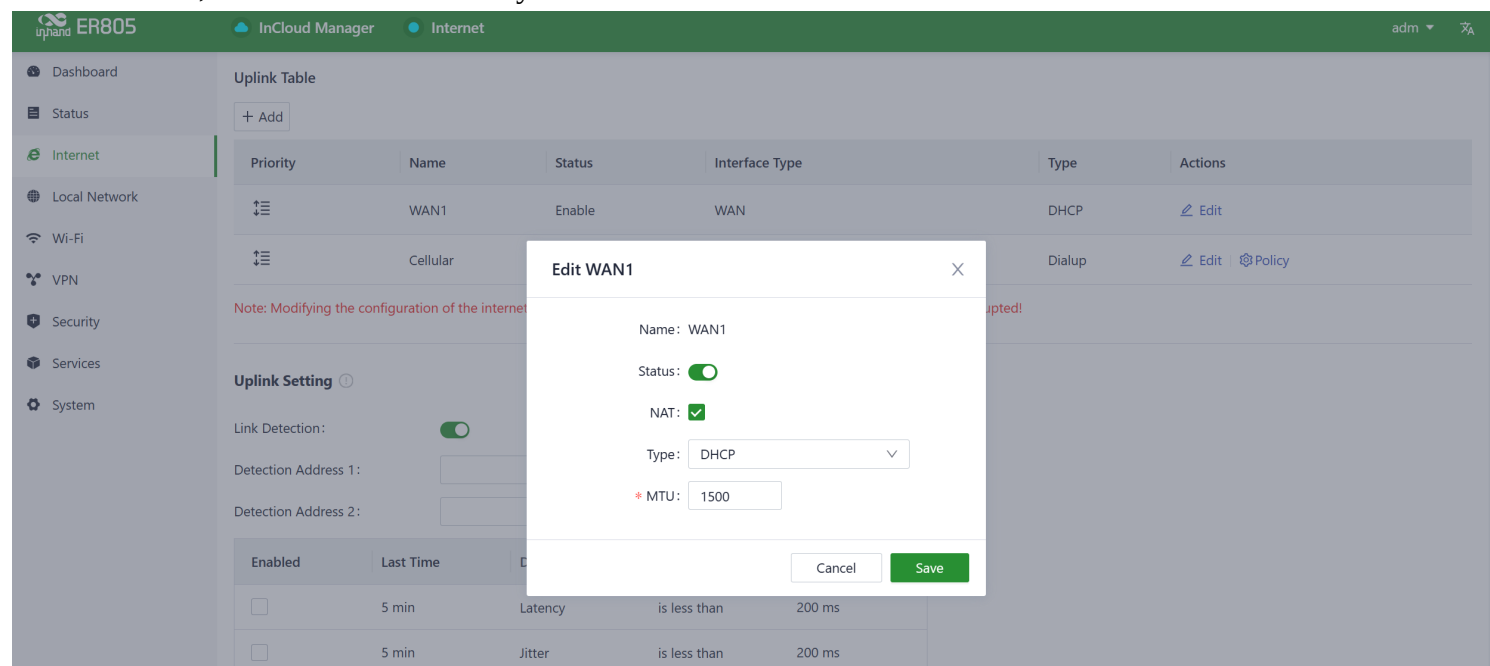 inhand ER805 InCloud Manager Internet adm
Dashboard
Status
Internet
Local Network
Wi-Fi
VPN
Security
Services
System
Uplink Table
+ Add
Priority Name Status Interface Type Type Actions
WAN1 Enable WAN DHCP Edit
Cellular Dialup Edit Policy
Note: Modifying the configuration of the internet upted!
Uplink Setting
Link Detection:
Detection Address 1:
Detection Address 2:
Enabled Last Time
5 min Latency is less than 200 ms
5 min Jitter is less than 200 ms
Edit WAN1
Name: WAN1
Status:
NAT:
Type: DHCP
* MTU: 1500
Cancel Save